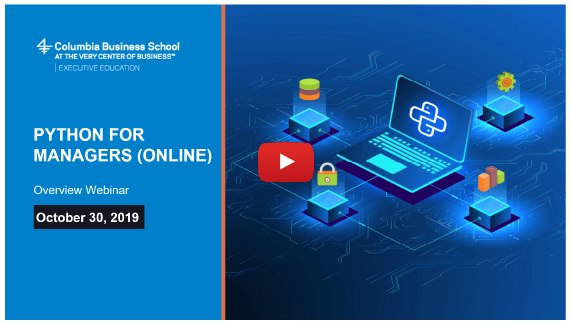 Columbia Business School
AT THE VERY CENTER OF BUSINESS™
EXECUTIVE EDUCATION
PYTHON FOR
MANAGERS (ONLINE)
Overview Webinar
October 30, 2019